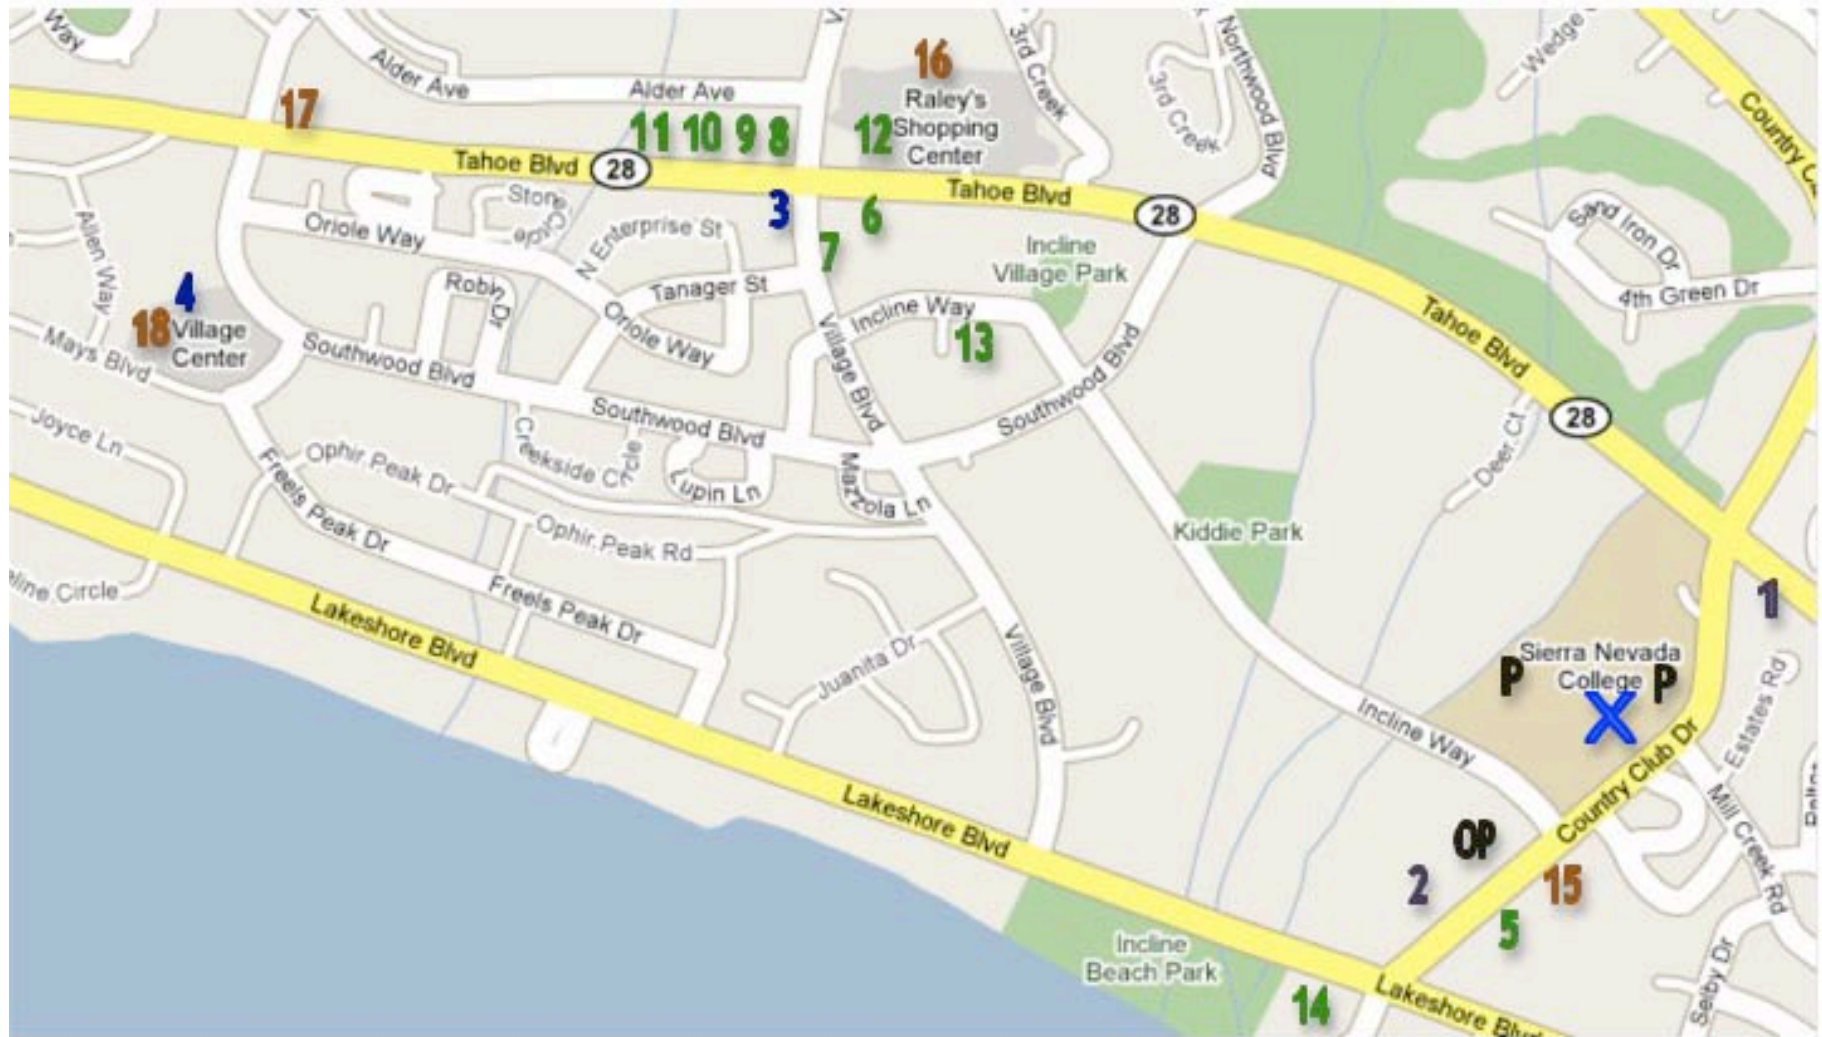 Way
Alder Ave
Alder Ave
3rd Creek
3rd Creek
Northwood Blvd
Wedge
Country
16
Raley's
Shopping
Center
17
11 10 9 8
12
Tahoe Blvd
28
Tahoe Blvd
28
3
6
7
Stone
Circle
Oriole Way
N Enterprise St
Incline
Village Park
Sand Iron Dr
4th Green Dr
Allen Way
4
18
Village
Center
Robin Dr
Tanager St
Oriole Way
Incline Way
13
Village Blvd
Southwood Blvd
Tahoe Blvd
28
Mays Blvd
Southwood Blvd
Southwood Blvd
Joyce Ln
Ophir Peak Dr
Creekside Circle
Lupin Ln
Mazzola Ln
Deer Ct
Freels Peak Dr
Ophir Peak Rd
Kiddie Park
Circle
Freels Peak Dr
Lakeshore Blvd
Juanita Dr
Village Blvd
1
Sierra Nevada
College
P
P
X
Estates Rd
Incline Way
Country Club Dr
Mill Creek Rd
Lakeshore Blvd
OP
2
15
5
Incline
Beach Park
14
Lakeshore Blvd
Selby Dr